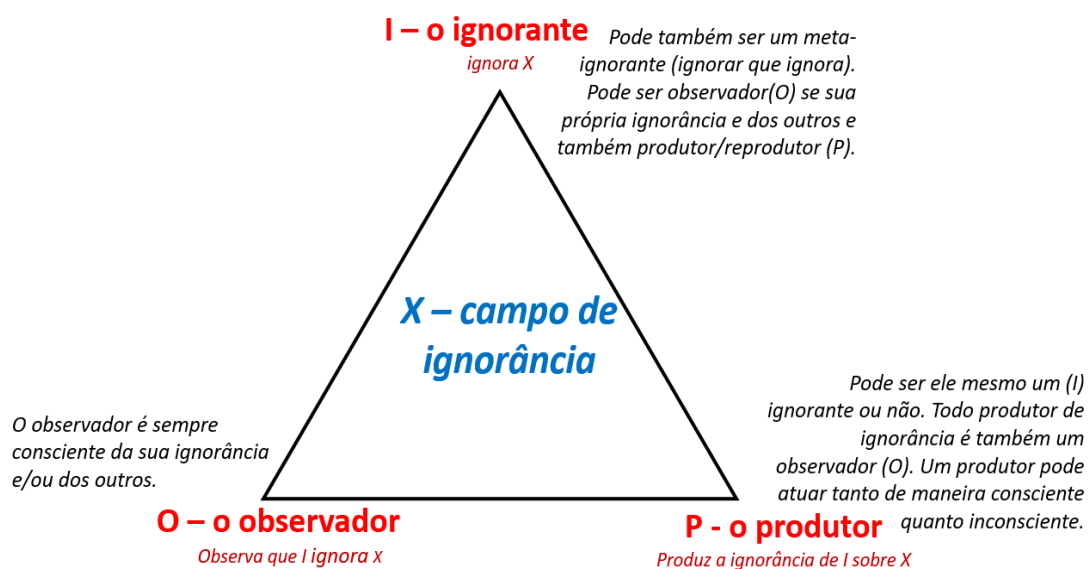 I – o ignorante
ignora X
Pode também ser um meta-
ignorante (ignorar que ignora).
Pode ser observador(O) se sua
própria ignorância e dos outros e
também produtor/reprodutor (P).
X – campo de
ignorância
O observador é sempre
consciente da sua ignorância
e/ou dos outros.
O – o observador
Observa que I ignora X
Pode ser ele mesmo um (I)
ignorante ou não. Todo produtor de
ignorância é também um
observador (O). Um produtor pode
atuar tanto de maneira consciente
quanto inconsciente.
P - o produtor
Produz a ignorância de I sobre X